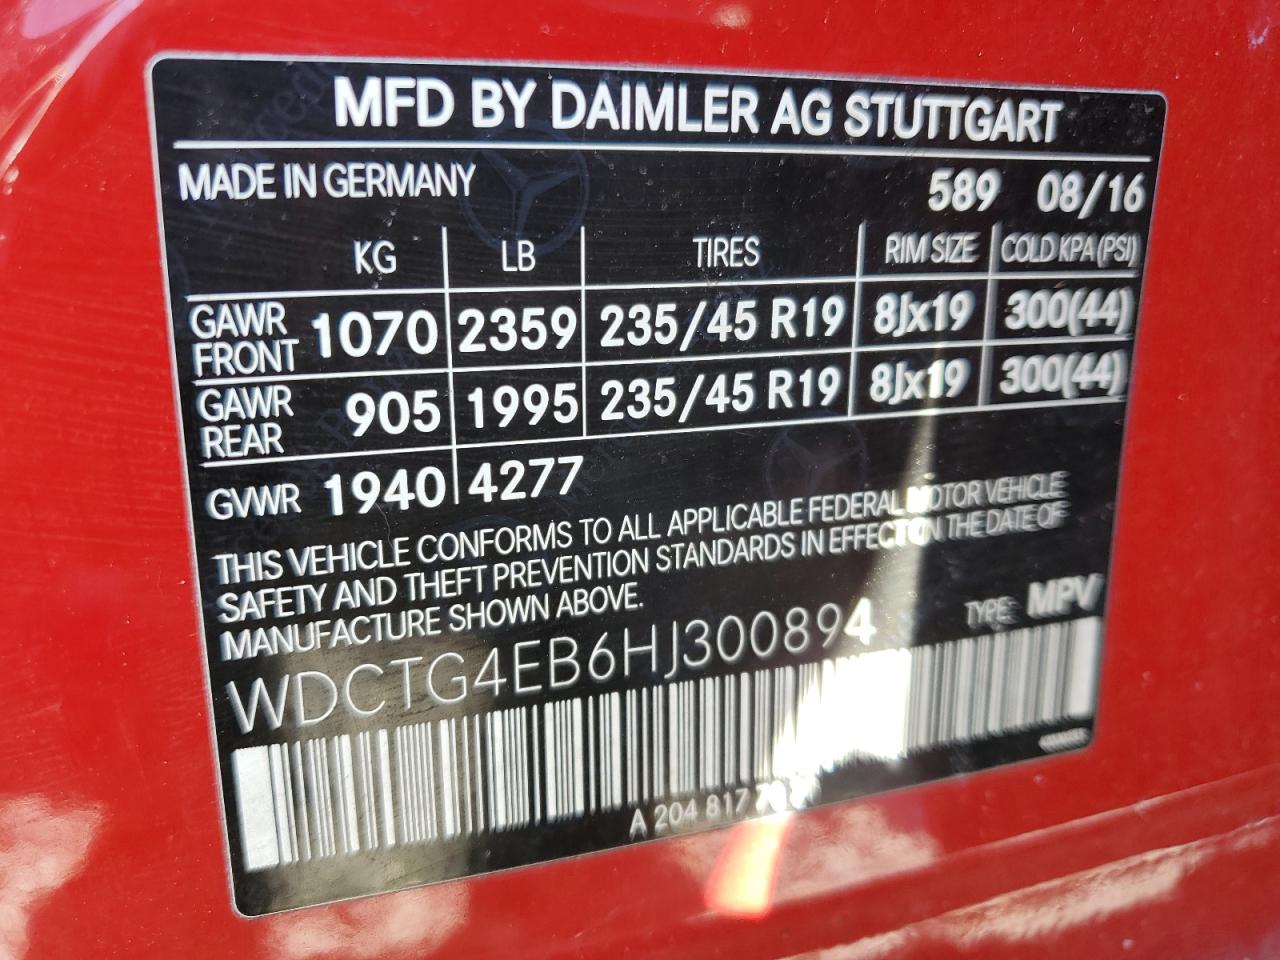 MFD BY DAIMLER AG STUTTGART
MADE IN GERMANY 589 08/16
KG LB TIRES RIM SIZE COLD KPA (PSI)
GAWR FRONT 1070 2359 235/45 R19 8Jx19 300(44)
GAWR REAR 905 1995 235/45 R19 8Jx19 300(44)
GVWR 1940 4277
THIS VEHICLE CONFORMS TO ALL APPLICABLE FEDERAL MOTOR VEHICLE
SAFETY AND THEFT PREVENTION STANDARDS IN EFFECT ON THE DATE OF
MANUFACTURE SHOWN ABOVE.
TYPE: MPV
WDCTG4EB6HJ300894
A 204 817